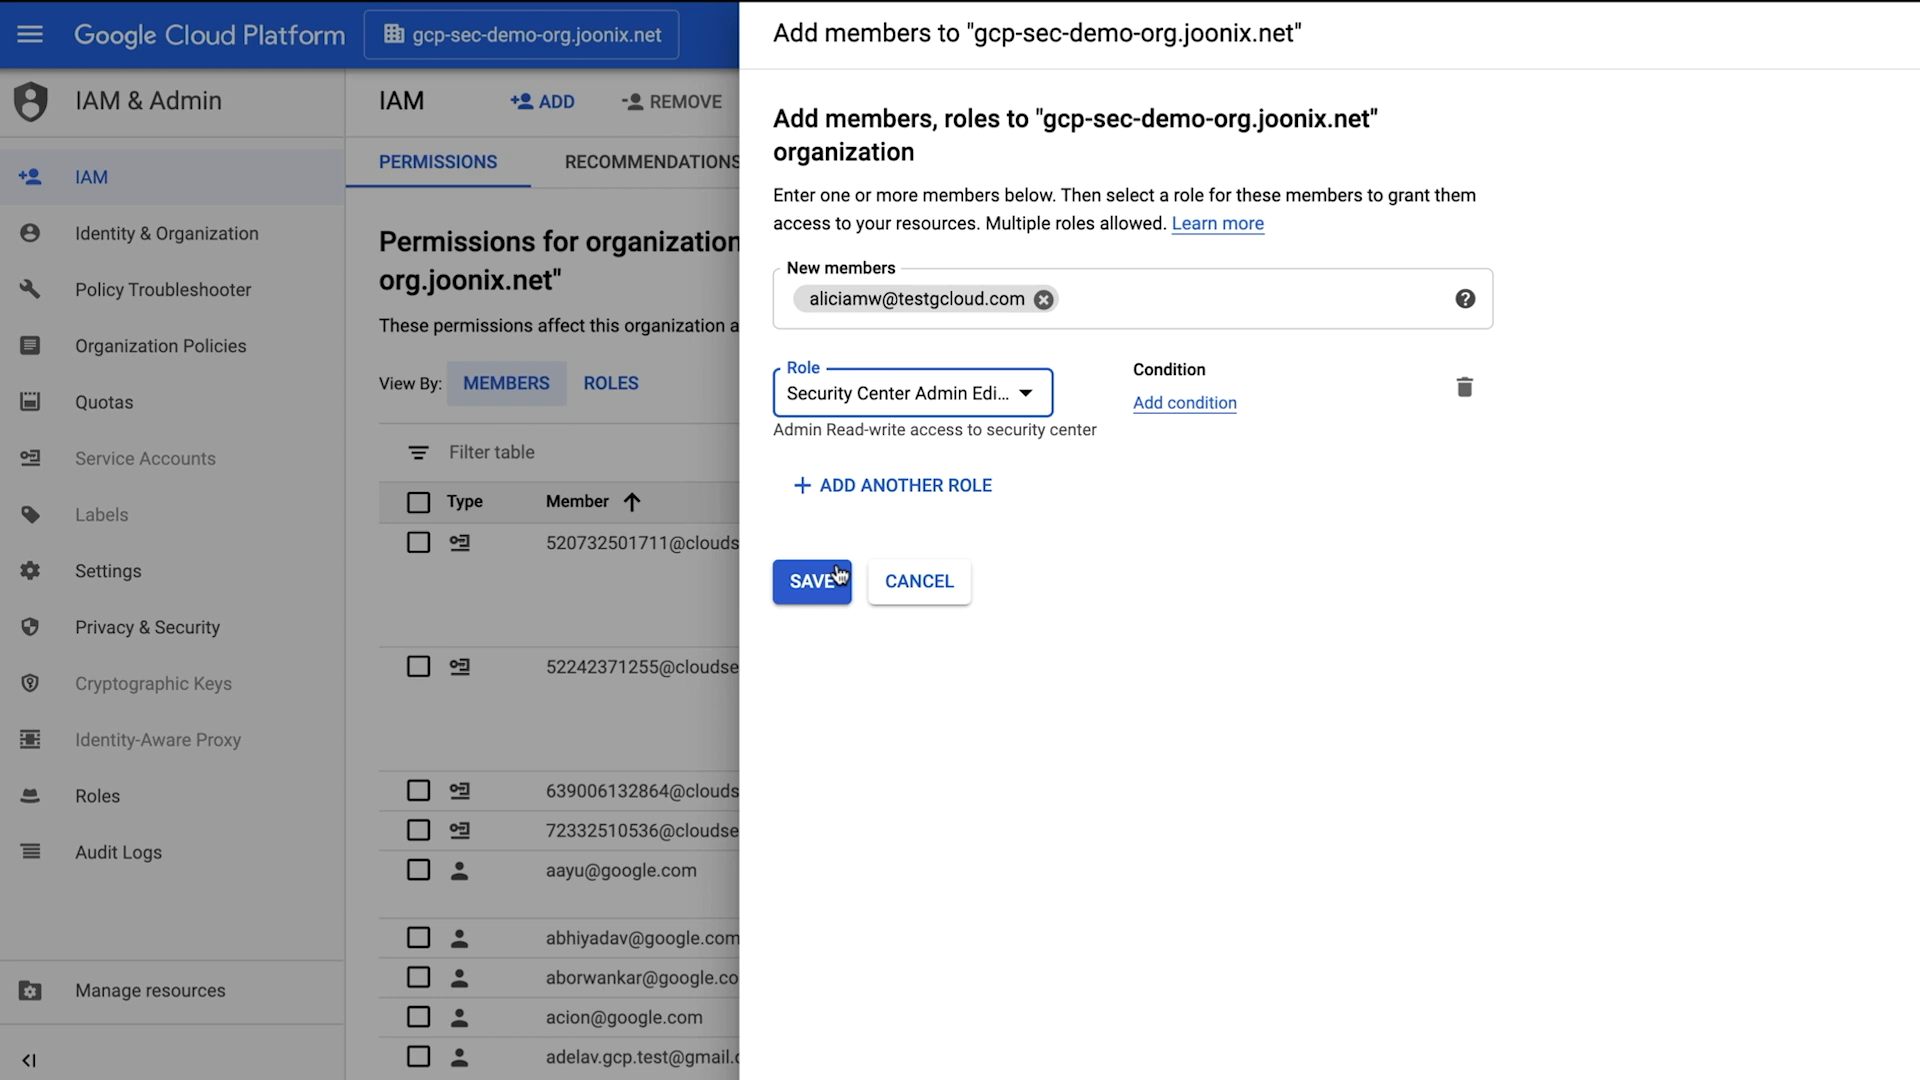 Google Cloud Platform
gcp-sec-demo-org.joonix.net
IAM & Admin
IAM
Identity & Organization
Policy Troubleshooter
Organization Policies
Quotas
Service Accounts
Labels
Settings
Privacy & Security
Cryptographic Keys
Identity-Aware Proxy
Roles
Audit Logs
Manage resources
IAM
ADD
REMOVE
PERMISSIONS
RECOMMENDATIONS
Permissions for organization
org.joonix.net"
These permissions affect this organization a
View By: MEMBERS ROLES
Filter table
Type Member
520732501711@clouds
52242371255@cloudse
639006132864@clouds
72332510536@cloudse
aayu@google.com
abhiyadav@google.com
aborwankar@google.co
acion@google.com
adelav.gcp.test@gmail.c
Add members to "gcp-sec-demo-org.joonix.net"
Add members, roles to "gcp-sec-demo-org.joonix.net"
organization
Enter one or more members below. Then select a role for these members to grant them
access to your resources. Multiple roles allowed. Learn more
New members
aliciamw@testgcloud.com
Role
Security Center Admin Edi...
Admin Read-write access to security center
Condition
Add condition
+ ADD ANOTHER ROLE
SAVE
CANCEL